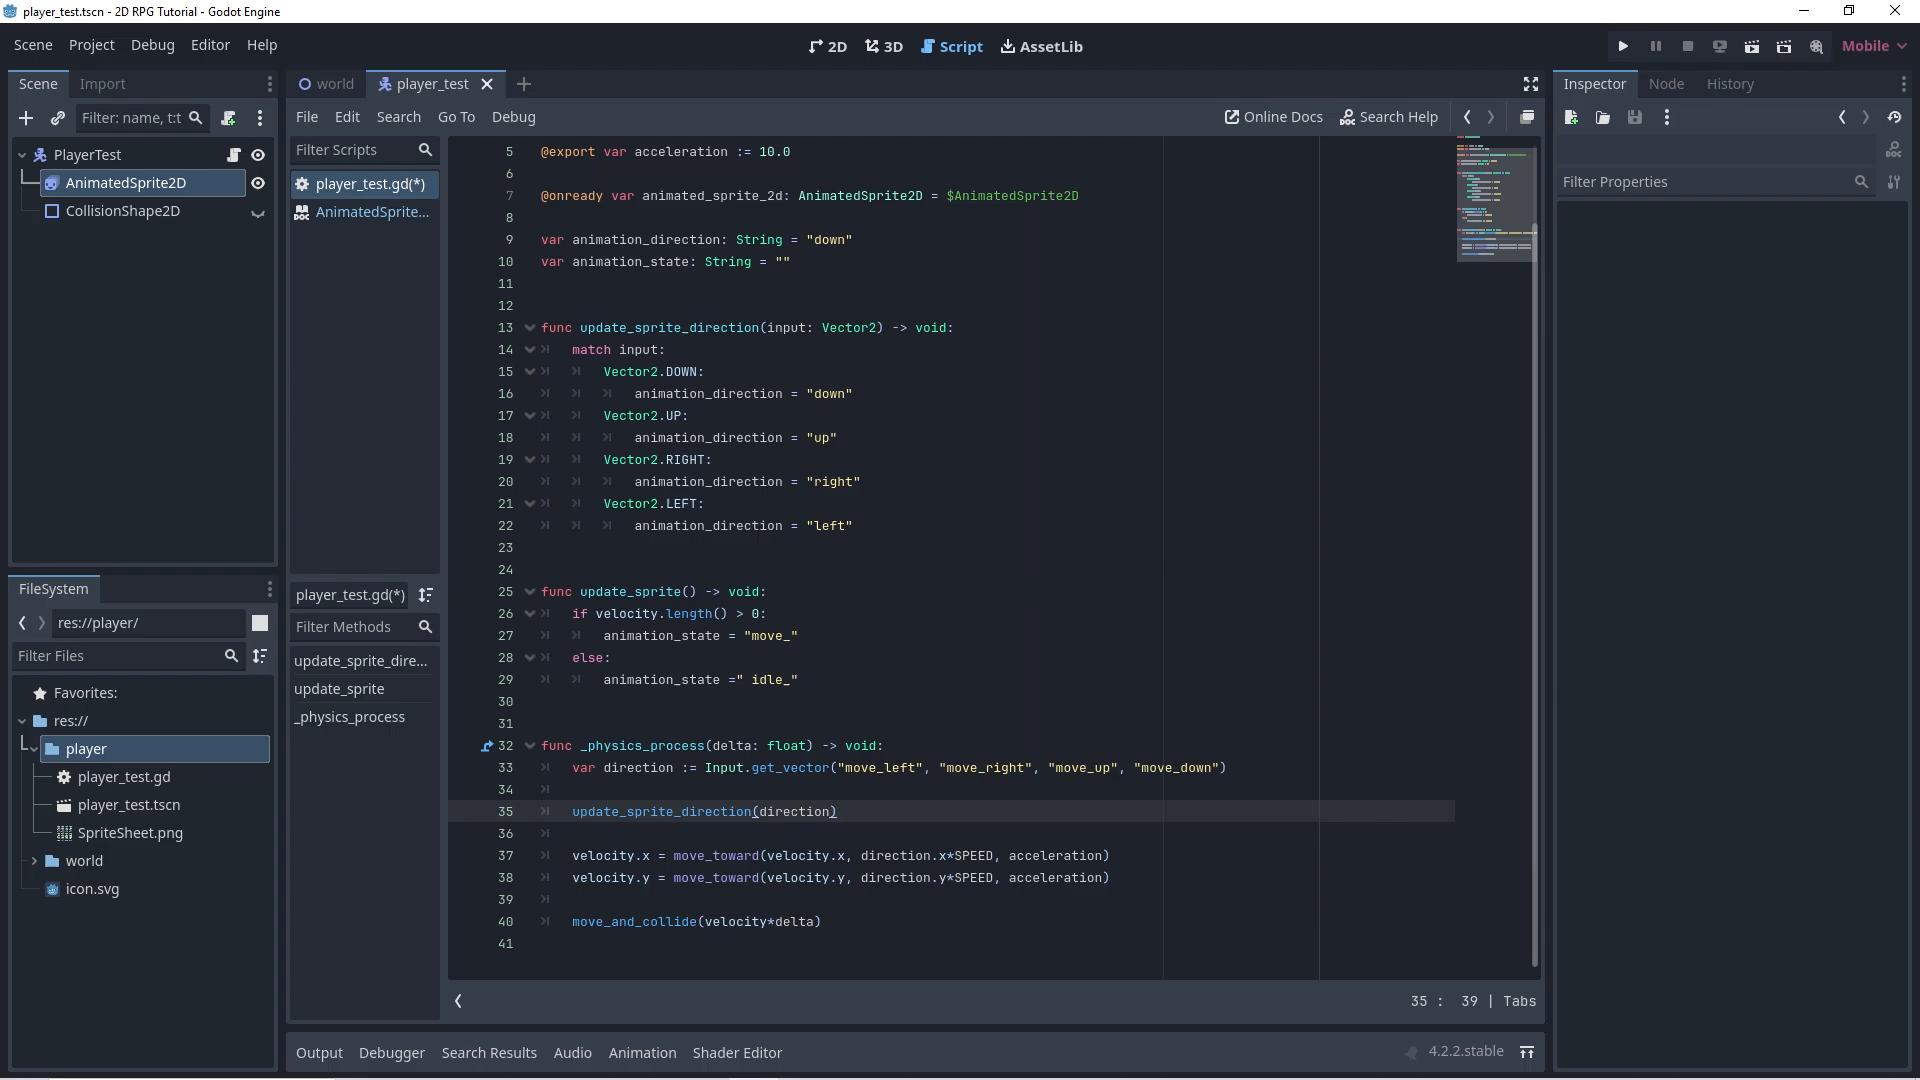 player_test.tscn - 2D RPG Tutorial - Godot Engine
Scene Project Debug Editor Help
2D 3D Script AssetLib
Mobile
Scene Import
Filter: name, t:t
PlayerTest
AnimatedSprite2D
CollisionShape2D
FileSystem
res://player/
Filter Files
Favorites:
res://
player
player_test.gd
player_test.tscn
SpriteSheet.png
world
icon.svg
world player_test
File Edit Search Go To Debug
Online Docs Search Help
Filter Scripts
player_test.gd(*)
AnimatedSprite...
player_test.gd(*)
Filter Methods
update_sprite_dire...
update_sprite
_physics_process
5 @export var acceleration := 10.0
6
7 @onready var animated_sprite_2d: AnimatedSprite2D = $AnimatedSprite2D
8
9 var animation_direction: String = "down"
10 var animation_state: String = ""
11
12
13 func update_sprite_direction(input: Vector2) -> void:
14 match input:
15 Vector2.DOWN:
16 animation_direction = "down"
17 Vector2.UP:
18 animation_direction = "up"
19 Vector2.RIGHT:
20 animation_direction = "right"
21 Vector2.LEFT:
22 animation_direction = "left"
23
24
25 func update_sprite() -> void:
26 if velocity.length() > 0:
27 animation_state = "move_"
28 else:
29 animation_state =" idle_"
30
31
32 func _physics_process(delta: float) -> void:
33 var direction := Input.get_vector("move_left", "move_right", "move_up", "move_down")
34
35 update_sprite_direction(direction)
36
37 velocity.x = move_toward(velocity.x, direction.x*SPEED, acceleration)
38 velocity.y = move_toward(velocity.y, direction.y*SPEED, acceleration)
39
40 move_and_collide(velocity*delta)
41
35 : 39 | Tabs
Output Debugger Search Results Audio Animation Shader Editor
4.2.2.stable
Inspector Node History
DOC
Filter Properties